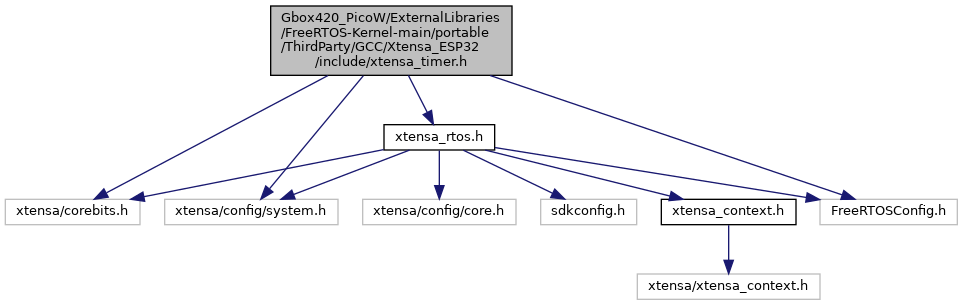 Gbox420_PicoW/ExternalLibraries
/FreeRTOS-Kernel-main/portable
/ThirdParty/GCC/Xtensa_ESP32
/include/xtensa_timer.h
xtensa_rtos.h
xtensa/corebits.h
xtensa/config/system.h
xtensa/config/core.h
sdkconfig.h
xtensa_context.h
FreeRTOSConfig.h
xtensa/xtensa_context.h